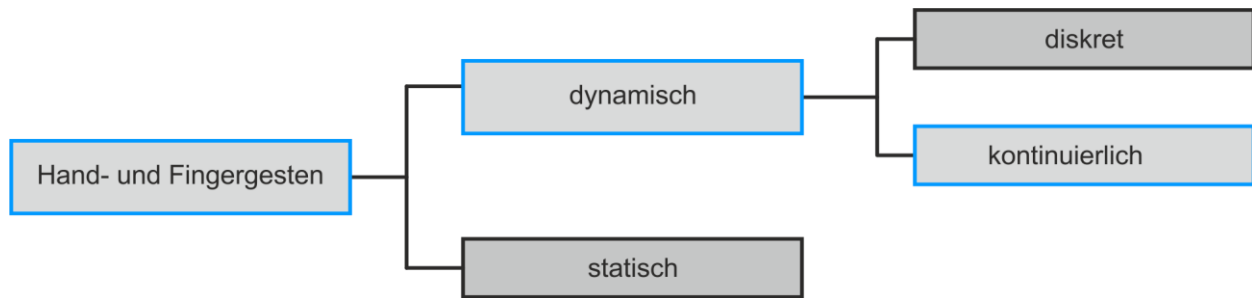 diskret
dynamisch
kontinuierlich
Hand- und Fingergesten
statisch